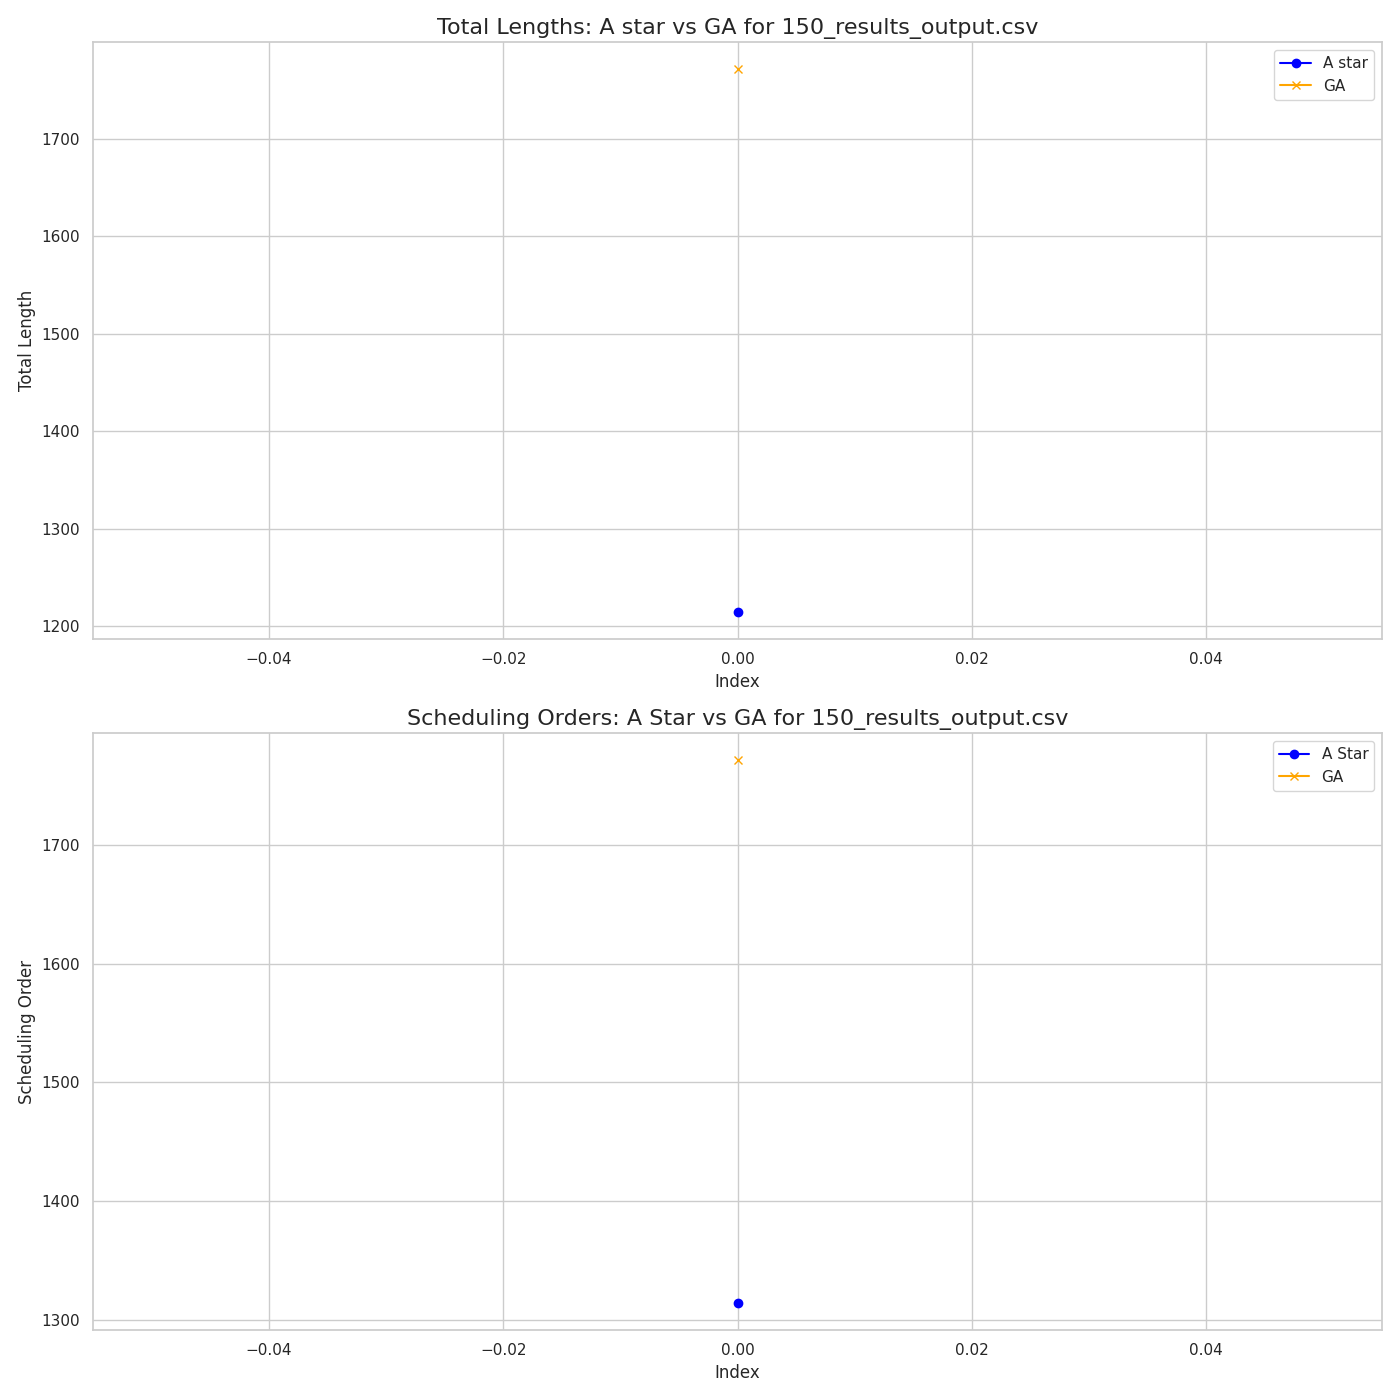 Total Lengths: A star vs GA for 150_results_output.csv
A star
GA
Total Length
1700
1600
1500
1400
1300
1200
−0.04
−0.02
0.00
0.02
0.04
Index
Scheduling Orders: A Star vs GA for 150_results_output.csv
A Star
GA
Scheduling Order
1700
1600
1500
1400
1300
−0.04
−0.02
0.00
0.02
0.04
Index